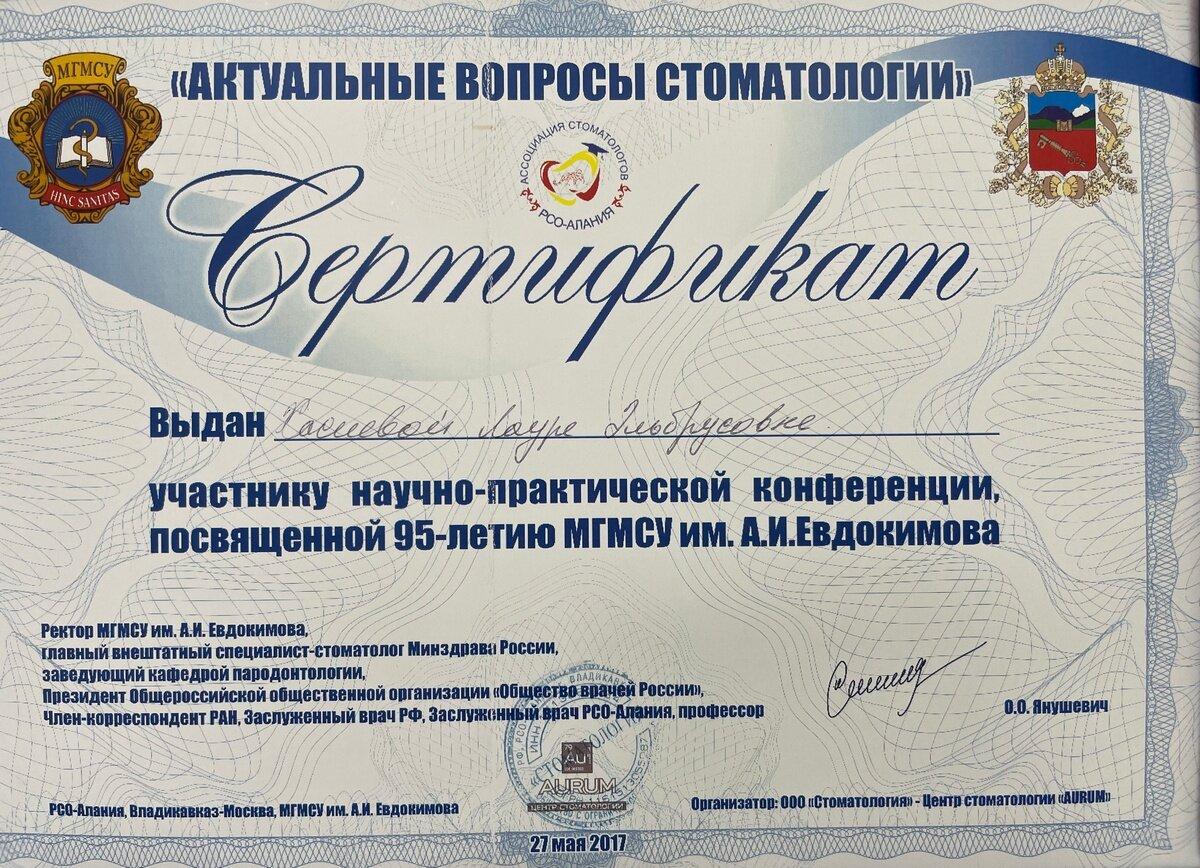 «АКТУАЛЬНЫЕ ВОПРОСЫ СТОМАТОЛОГИИ»
МГМСУ
HINC SANITAS
АССОЦИАЦИЯ СТОМАТОЛОГОВ
РСО-АЛАНИЯ
Сертификат
Выдан Хасиевой Лауре Эльбрусовне
участнику научно-практической конференции,
посвященной 95-летию МГМСУ им. А.И.Евдокимова
Ректор МГМСУ им. А.И. Евдокимова,
главный внештатный специалист-стоматолог Минздрава России,
заведующий кафедрой пародонтологии,
Президент Общероссийской общественной организации «Общество врачей России»,
Член-корреспондент РАН, Заслуженный врач РФ, Заслуженный врач РСО-Алания, профессор
О.О. Янушевич
79
Au
AURUM
ЦЕНТР СТОМАТОЛОГИИ
РСО-Алания, Владикавказ-Москва, МГМСУ им. А.И. Евдокимова
Организатор: ООО «Стоматология» - Центр стоматологии «AURUM»
27 мая 2017